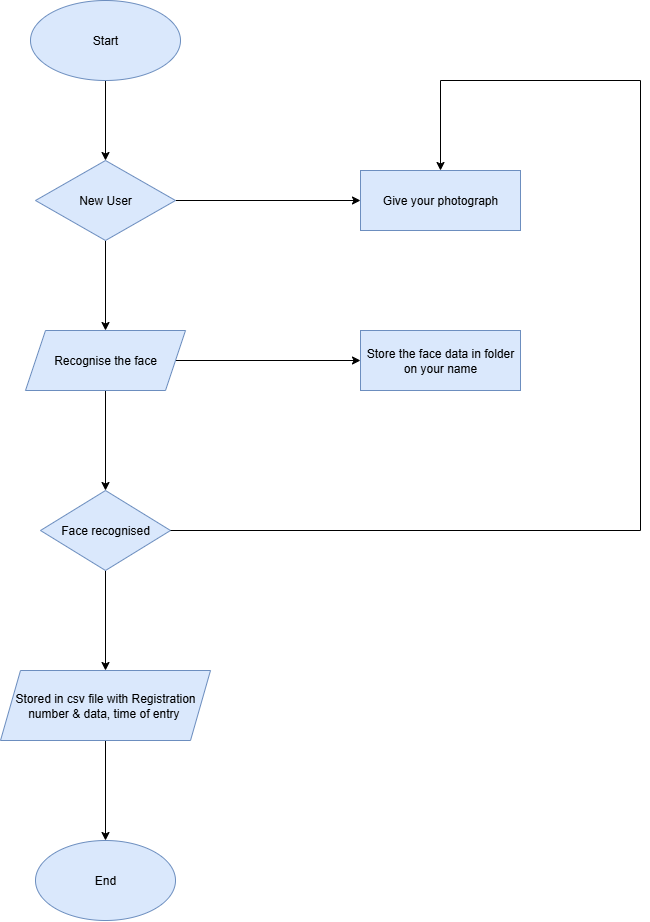 Start
New User
Give your photograph
Recognise the face
Store the face data in folder
on your name
Face recognised
Stored in csv file with Registration
number & data, time of entry
End